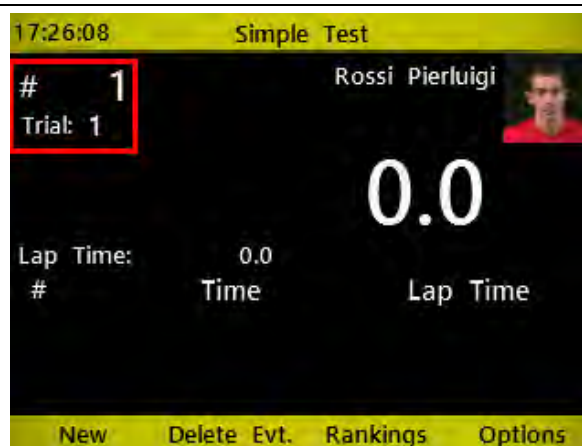 17:26:08 Simple Test
# 1 Rossi Pierluigi
Trial: 1
0.0
Lap Time: 0.0
# Time Lap Time
New Delete Evt. Rankings Options